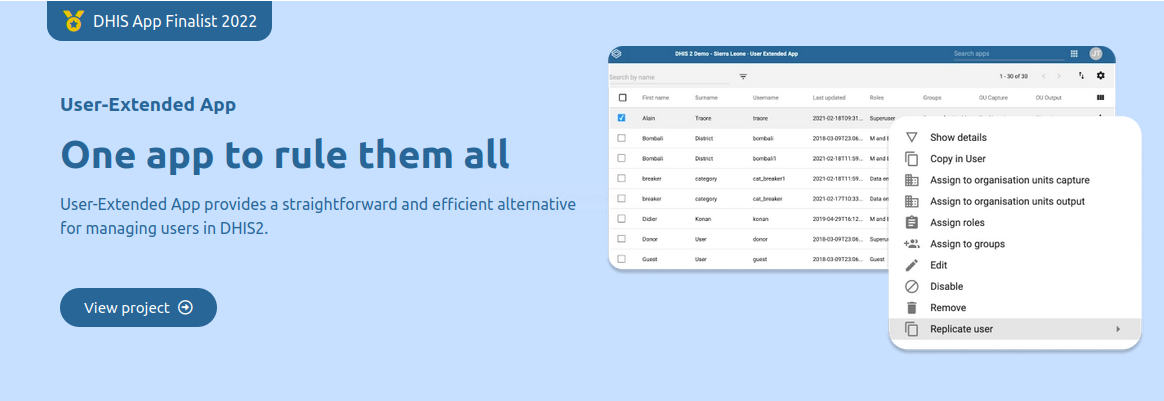 DHIS App Finalist 2022
User-Extended App
One app to rule them all
User-Extended App provides a straightforward and efficient alternative
for managing users in DHIS2.
View project
DHIS 2 Demo - Sierra Leone - User Extended App
Search apps
JT
Search by name
1 - 30 of 30
First name Surname Username Last updated Roles Groups OU Capture OU Output
Alain Traore traore 2021-02-18T09:31... Superuser
Bombali District bombali 2018-03-09T23:06... M and
Bombali District bombali1 2021-02-18T11:59... M and
breaker category cat_breaker1 2021-02-18T11:59... Data en
breaker category cat_breaker 2021-02-17T10:33... Data en
Didier Konan konan 2019-04-29T16:12... M and
Donor User donor 2018-03-09T23:06... Superu
Guest User guest 2018-03-09T23:06... Guest
Show details
Copy in User
Assign to organisation units capture
Assign to organisation units output
Assign roles
Assign to groups
Edit
Disable
Remove
Replicate user